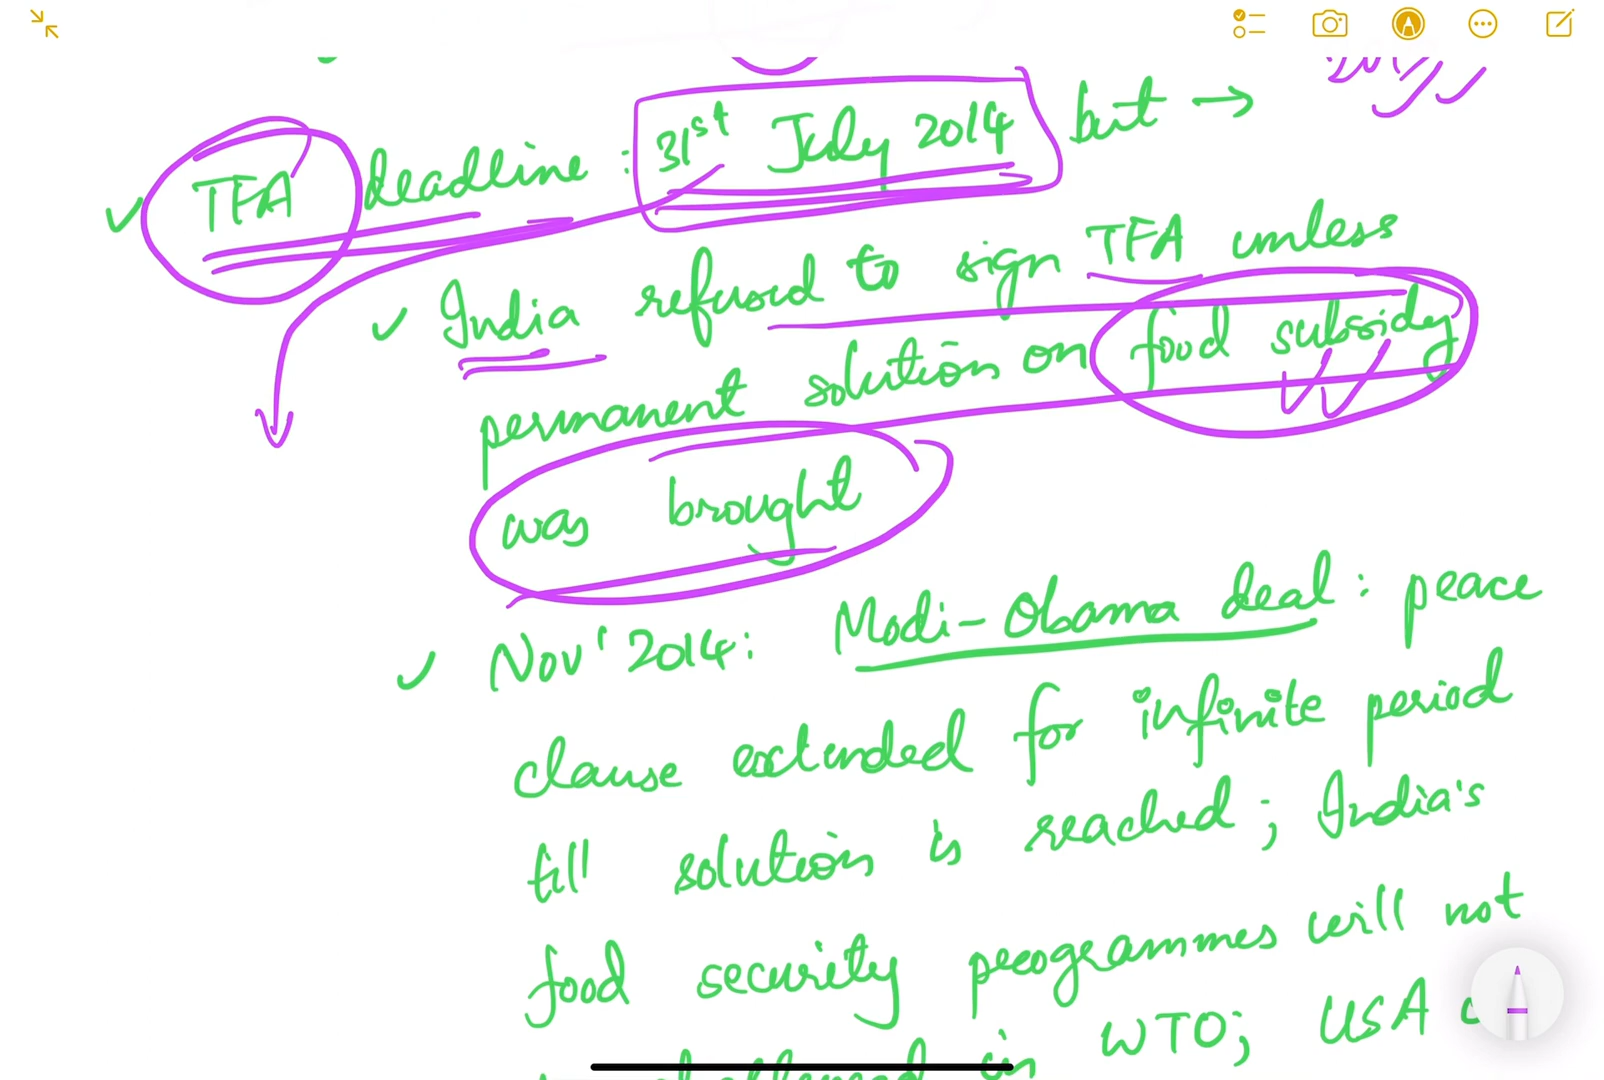 TFA deadline : 31st July 2014 but →
India refused to sign TFA unless
permanent solution on food subsidy
was brought
Nov' 2014: Modi-Obama deal : peace
clause extended for infinite period
till solution is reached ; India's
food security programmes will not
challenged in WTO; USA